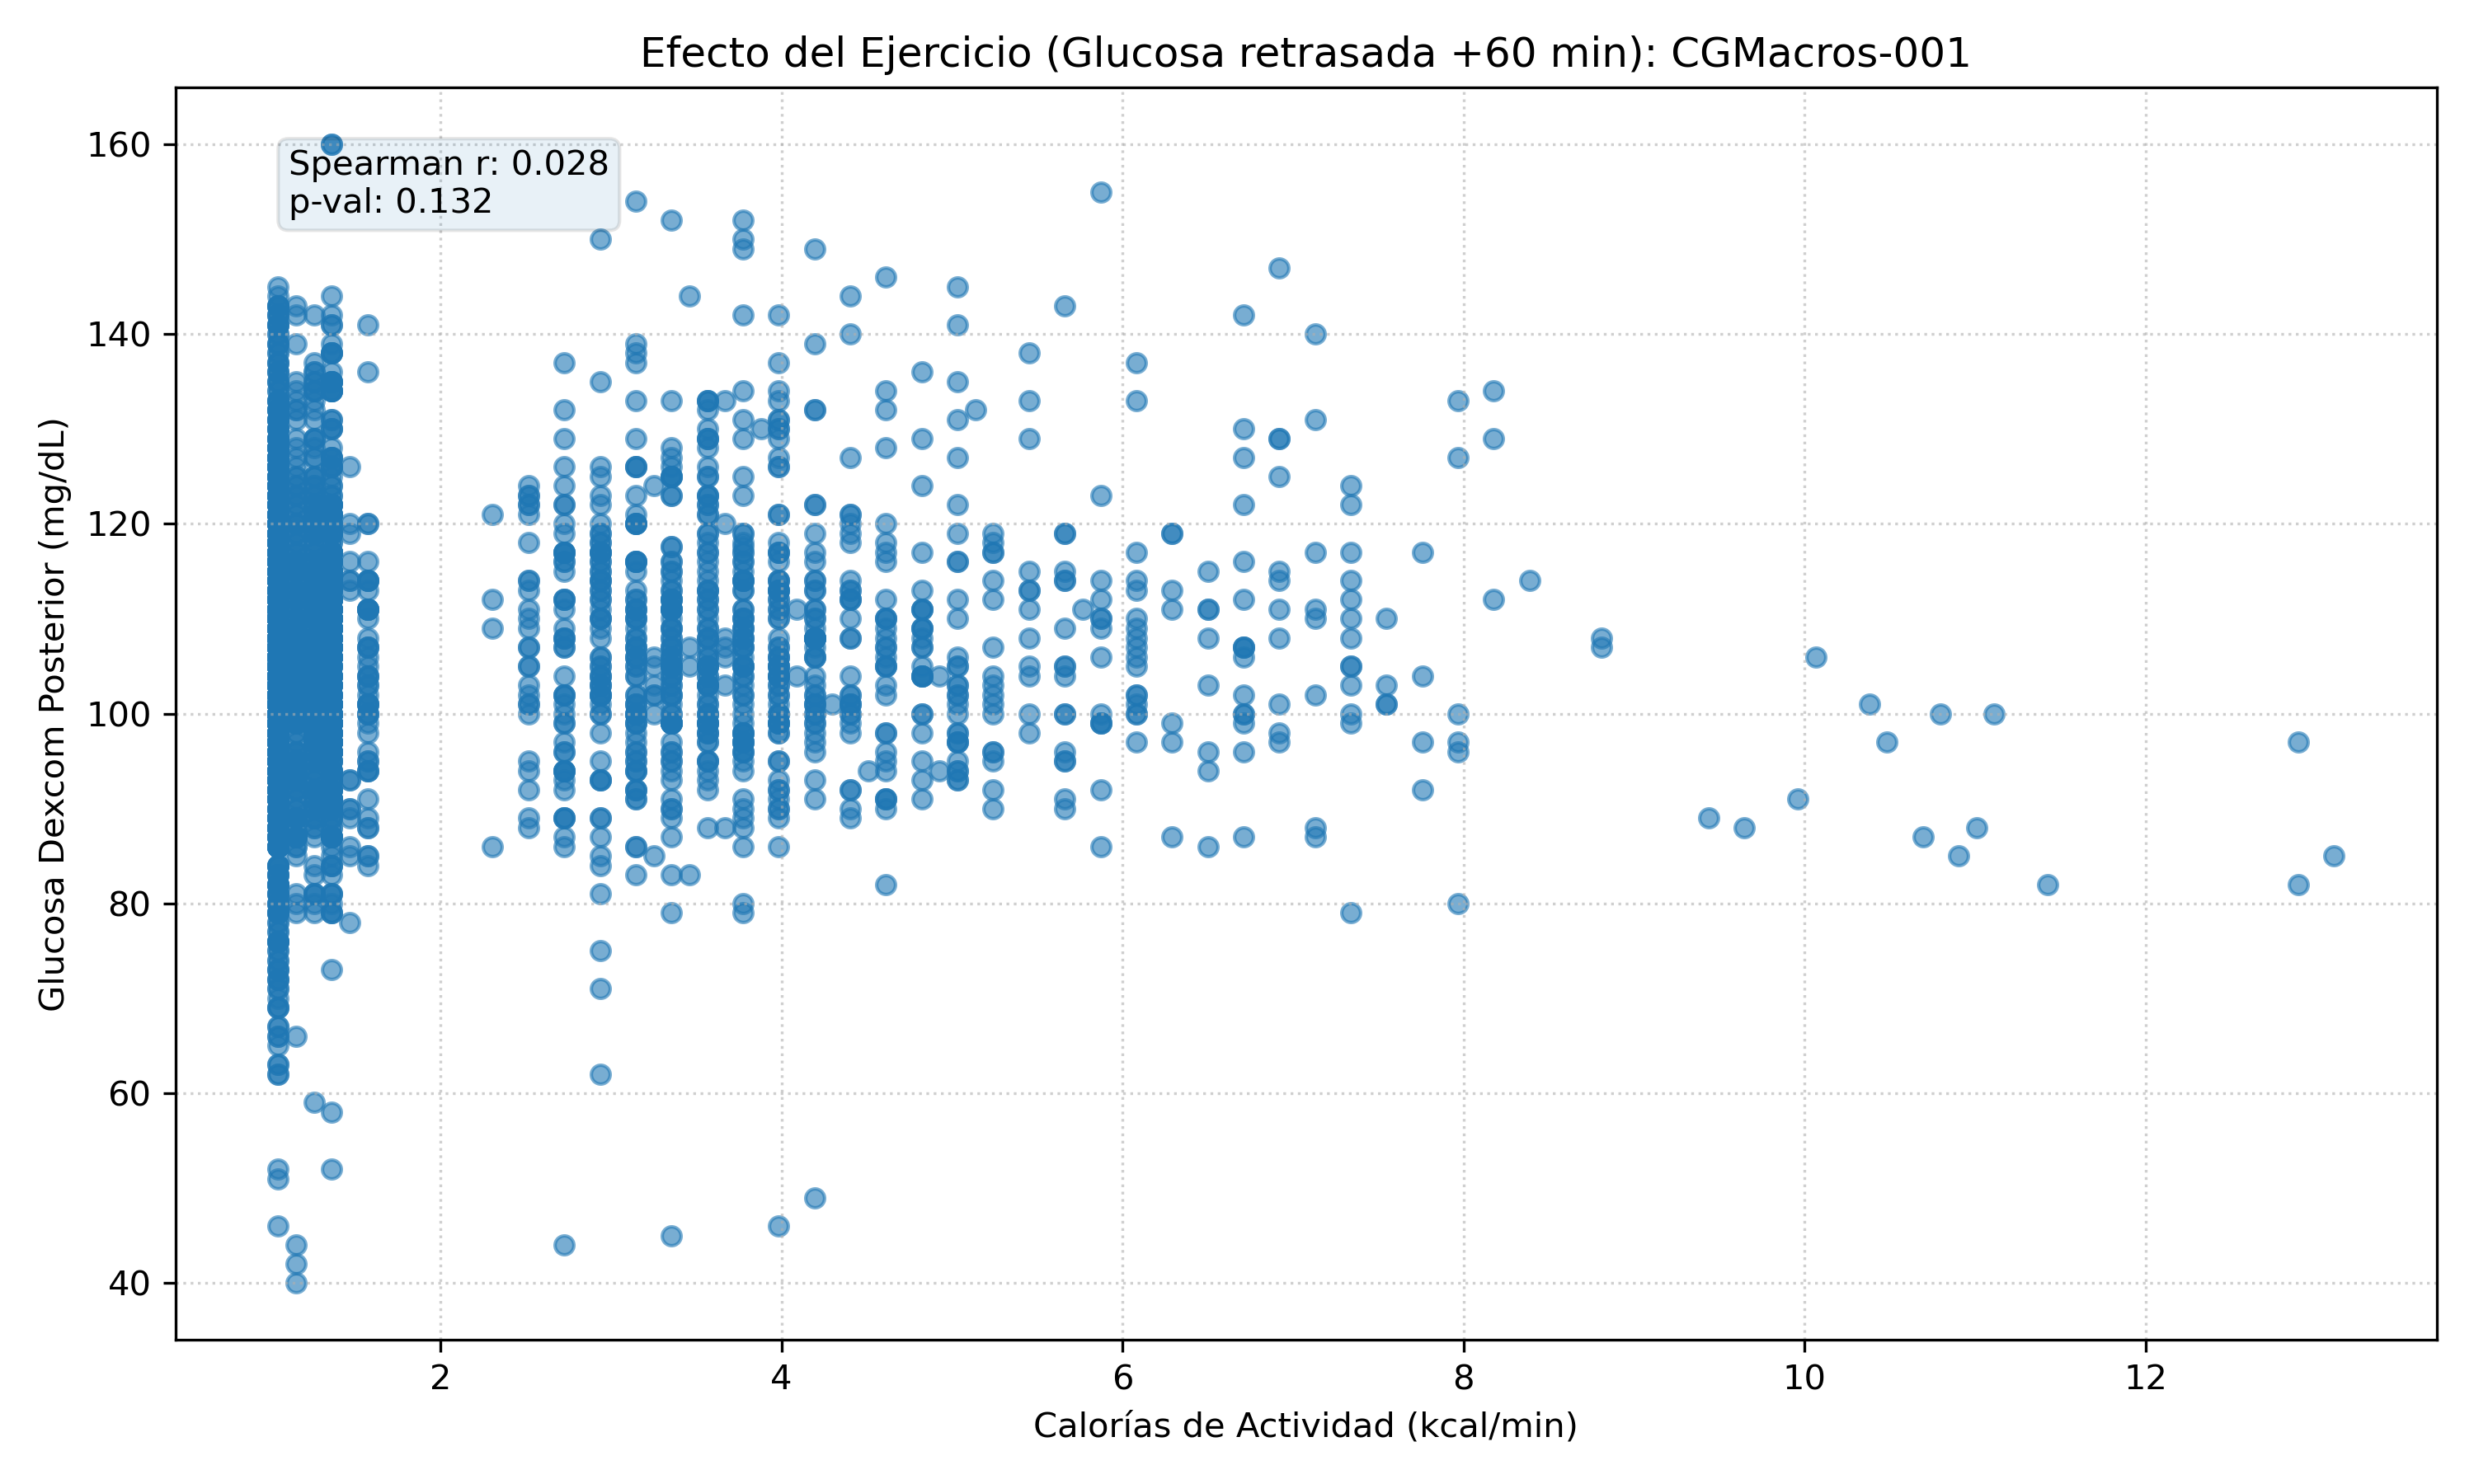 Efecto del Ejercicio (Glucosa retrasada +60 min): CGMacros-001
Spearman r: 0.028
p-val: 0.132
Glucosa Dexcom Posterior (mg/dL)
160
140
120
100
80
60
40
2
4
6
8
10
12
Calorías de Actividad (kcal/min)